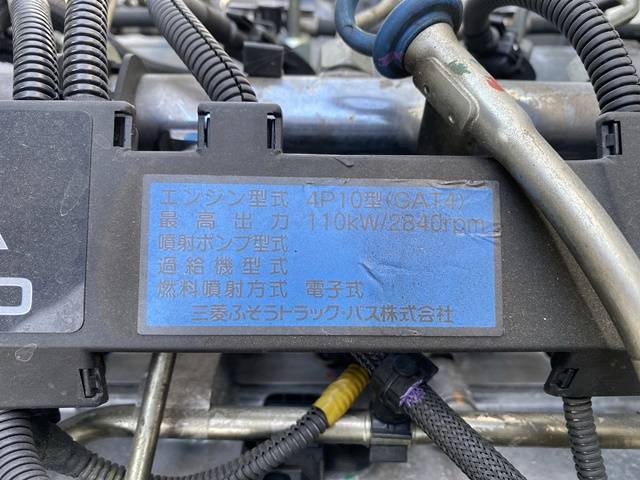 エンジン型式 4P10型(GAT4)
最高出力 110kW/2840rpm
噴射ポンプ型式
過給機型式
燃料噴射方式 電子式
三菱ふそうトラック・バス株式会社